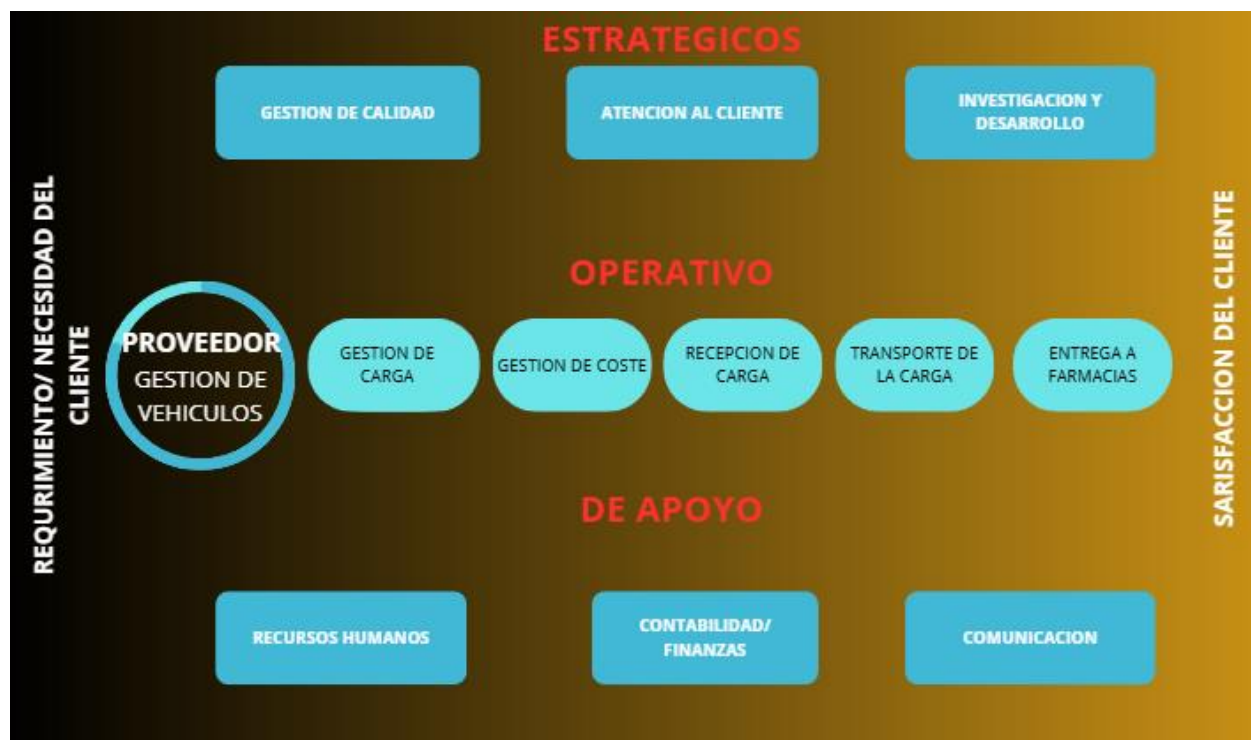 ESTRATEGICOS
GESTION DE CALIDAD
ATENCION AL CLIENTE
INVESTIGACION Y
DESARROLLO
REQURIMIENTO/ NECESIDAD DEL
CLIENTE
OPERATIVO
PROVEEDOR
GESTION DE
VEHICULOS
GESTION DE
CARGA
GESTION DE COSTE
RECEPCION DE
CARGA
TRANSPORTE DE
LA CARGA
ENTREGA A
FARMACIAS
SARISFACCION DEL CLIENTE
DE APOYO
RECURSOS HUMANOS
CONTABILIDAD/
FINANZAS
COMUNICACION